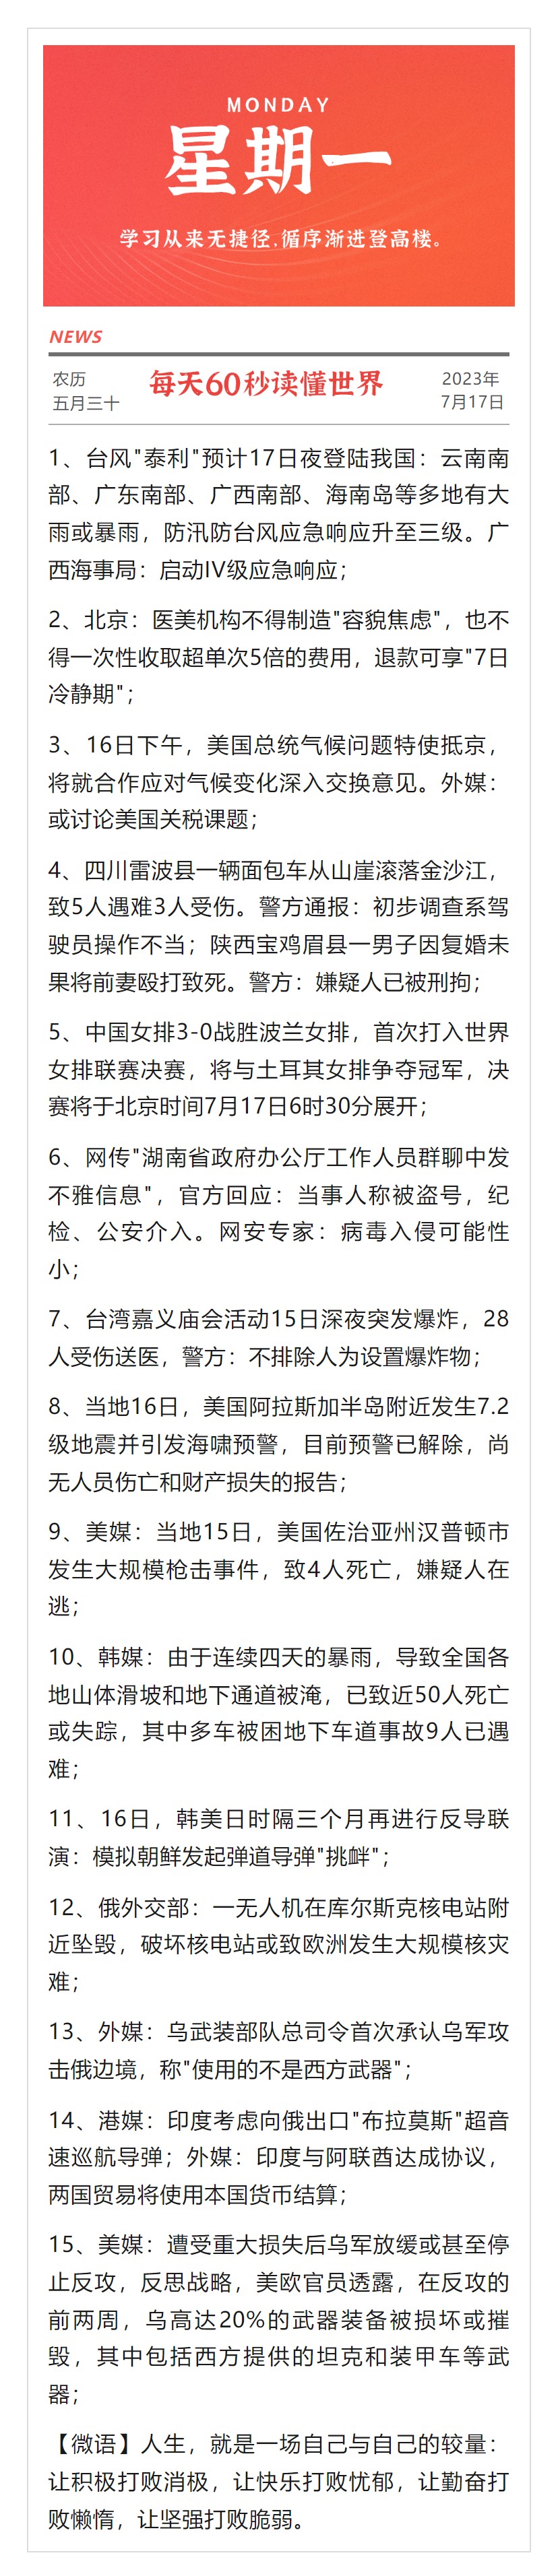 MONDAY
星期一
学习从来无捷径,循序渐进登高楼。
NEWS
农历
五月三十
每天60秒读懂世界
2023年
7月17日
1、台风"泰利"预计17日夜登陆我国：云南南
部、广东南部、广西南部、海南岛等多地有大
雨或暴雨，防汛防台风应急响应升至三级。广
西海事局：启动IV级应急响应；
2、北京：医美机构不得制造"容貌焦虑"，也不
得一次性收取超单次5倍的费用，退款可享"7日
冷静期"；
3、16日下午，美国总统气候问题特使抵京，
将就合作应对气候变化深入交换意见。外媒：
或讨论美国关税课题；
4、四川雷波县一辆面包车从山崖滚落金沙江，
致5人遇难3人受伤。警方通报：初步调查系驾
驶员操作不当；陕西宝鸡眉县一男子因复婚未
果将前妻殴打致死。警方：嫌疑人已被刑拘；
5、中国女排3-0战胜波兰女排，首次打入世界
女排联赛决赛，将与土耳其女排争夺冠军，决
赛将于北京时间7月17日6时30分展开；
6、网传"湖南省政府办公厅工作人员群聊中发
不雅信息"，官方回应：当事人称被盗号，纪
检、公安介入。网安专家：病毒入侵可能性
小；
7、台湾嘉义庙会活动15日深夜突发爆炸，28
人受伤送医，警方：不排除人为设置爆炸物；
8、当地16日，美国阿拉斯加半岛附近发生7.2
级地震并引发海啸预警，目前预警已解除，尚
无人员伤亡和财产损失的报告；
9、美媒：当地15日，美国佐治亚州汉普顿市
发生大规模枪击事件，致4人死亡，嫌疑人在
逃；
10、韩媒：由于连续四天的暴雨，导致全国各
地山体滑坡和地下通道被淹，已致近50人死亡
或失踪，其中多车被困地下车道事故9人已遇
难；
11、16日，韩美日时隔三个月再进行反导联
演：模拟朝鲜发起弹道导弹"挑衅"；
12、俄外交部：一无人机在库尔斯克核电站附
近坠毁，破坏核电站或致欧洲发生大规模核灾
难；
13、外媒：乌武装部队总司令首次承认乌军攻
击俄边境，称"使用的不是西方武器"；
14、港媒：印度考虑向俄出口"布拉莫斯"超音
速巡航导弹；外媒：印度与阿联酋达成协议，
两国贸易将使用本国货币结算；
15、美媒：遭受重大损失后乌军放缓或甚至停
止反攻，反思战略，美欧官员透露，在反攻的
前两周，乌高达20%的武器装备被损坏或摧
毁，其中包括西方提供的坦克和装甲车等武
器；
【微语】人生，就是一场自己与自己的较量：
让积极打败消极，让快乐打败忧郁，让勤奋打
败懒惰，让坚强打败脆弱。